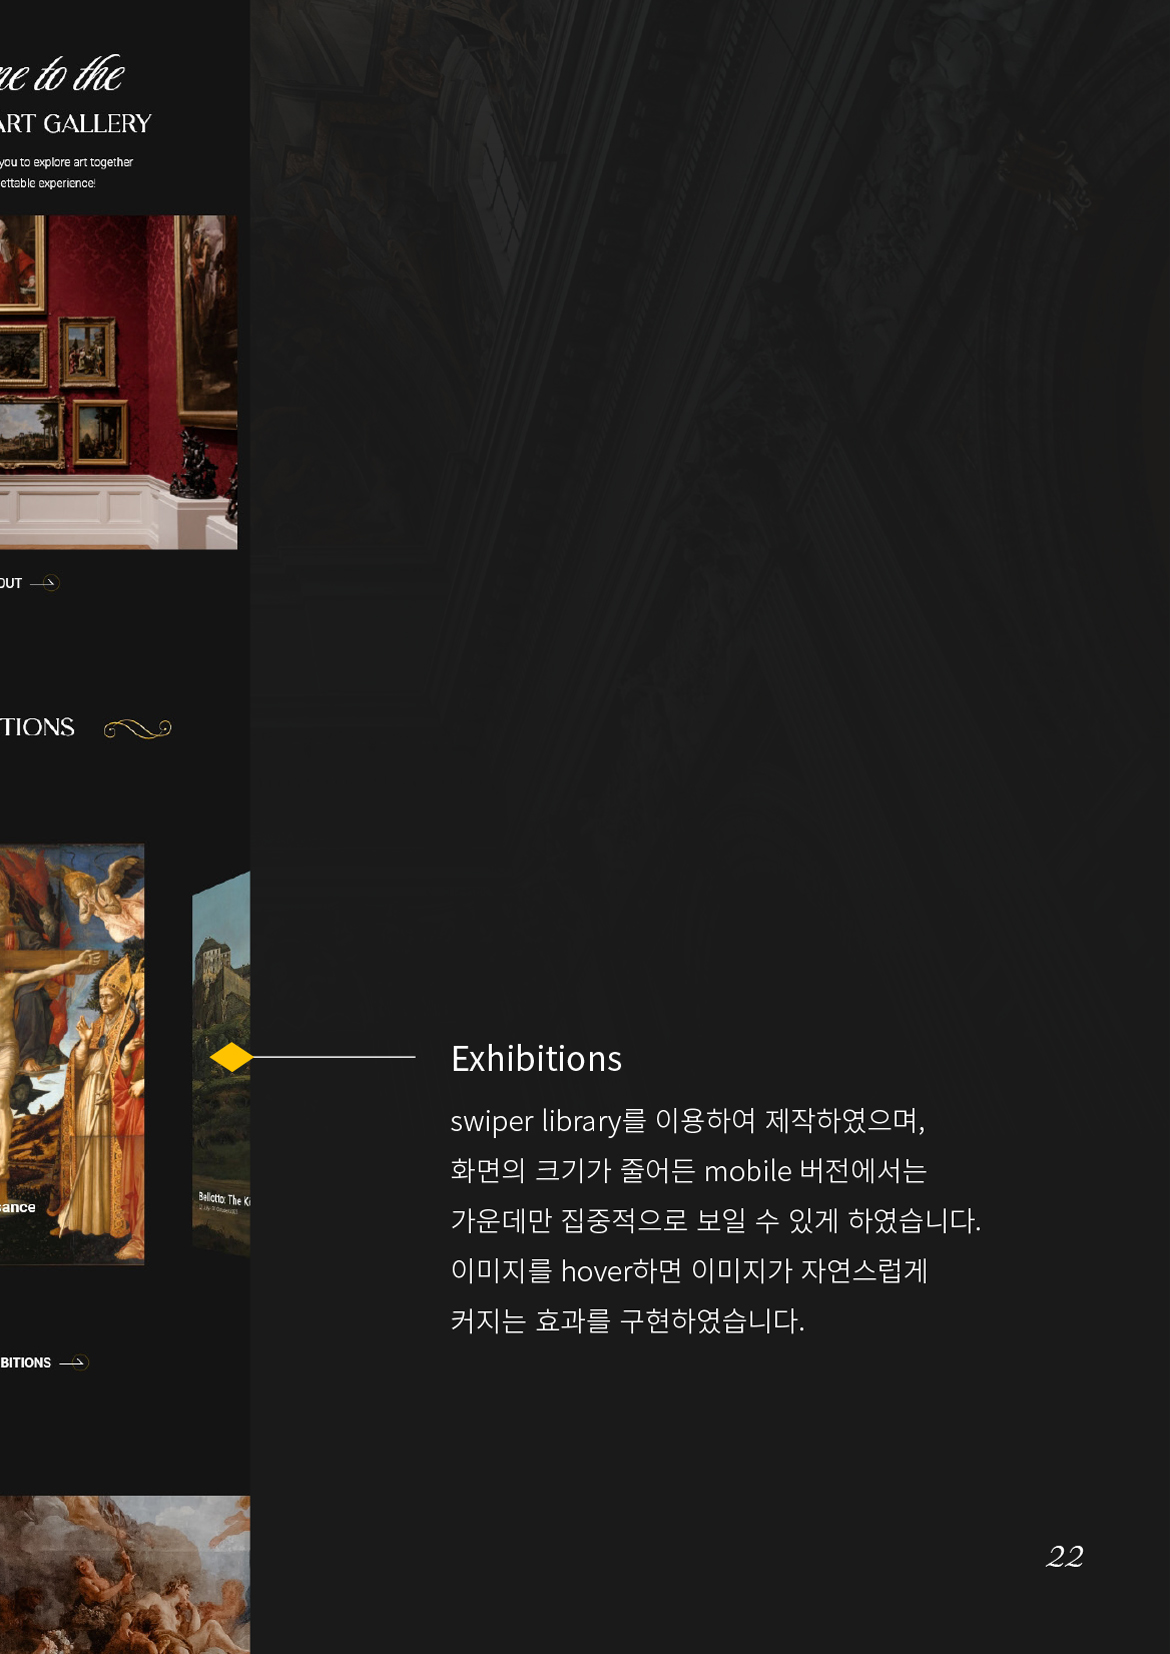 me to the
ART GALLERY
you to explore art together
ettable experience!
OUT
TIONS
sance
Bellotto: The Kö
BITIONS
Exhibitions
swiper library를 이용하여 제작하였으며,
화면의 크기가 줄어든 mobile 버전에서는
가운데만 집중적으로 보일 수 있게 하였습니다.
이미지를 hover하면 이미지가 자연스럽게
커지는 효과를 구현하였습니다.
22